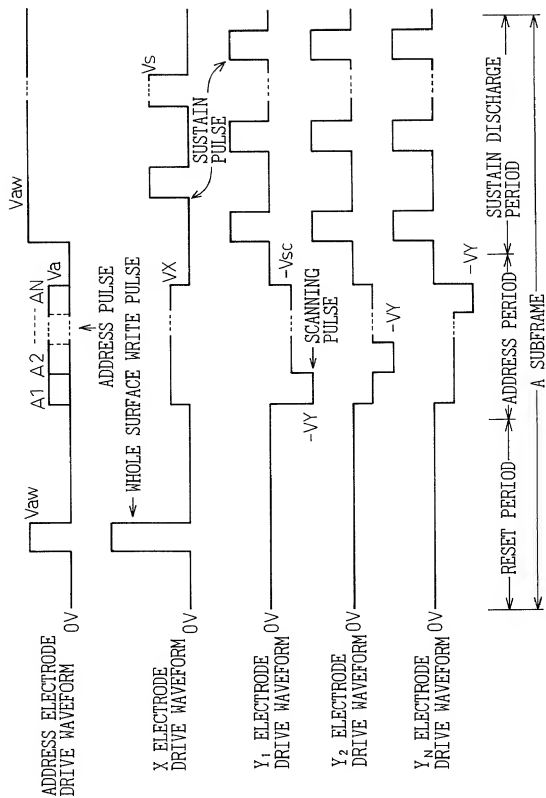 ADDRESS ELECTRODE
DRIVE WAVEFORM
0V
Vaw
A1 A2 AN
Va
Vaw
ADDRESS PULSE
WHOLE SURFACE WRITE PULSE
X ELECTRODE
DRIVE WAVEFORM
0V
VX
Vs
SUSTAIN
PULSE
Y1 ELECTRODE
DRIVE WAVEFORM
0V
-VY
-Vsc
SCANNING
PULSE
Y2 ELECTRODE
DRIVE WAVEFORM
0V
-VY
YN ELECTRODE
DRIVE WAVEFORM
0V
-VY
RESET PERIOD
ADDRESS PERIOD
SUSTAIN DISCHARGE
PERIOD
A SUBFRAME